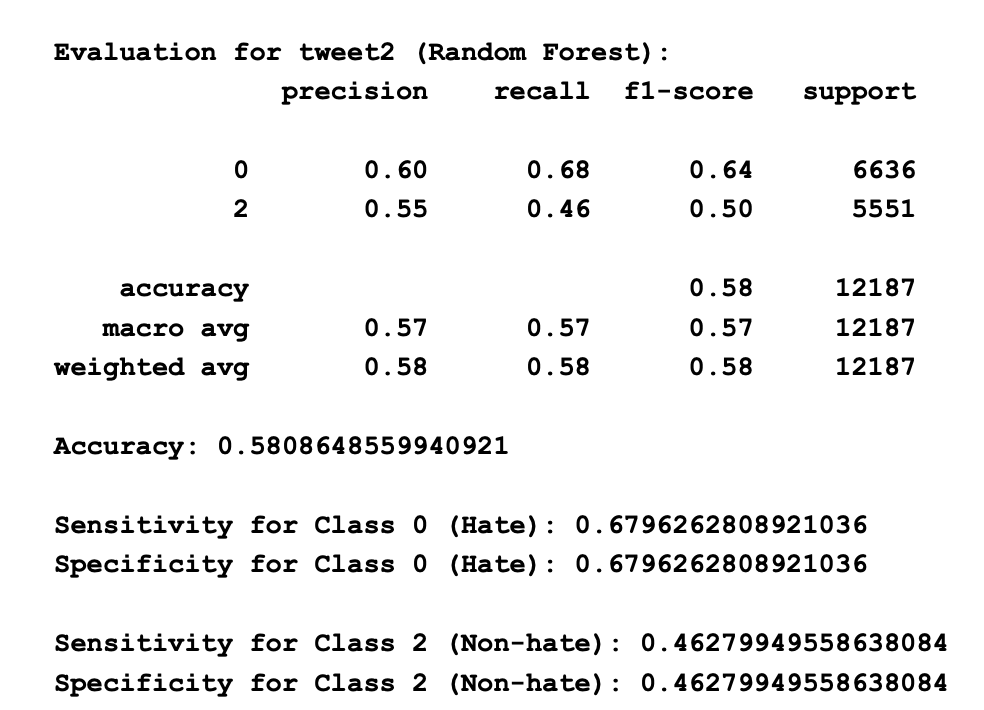 Evaluation for tweet2 (Random Forest):
precision recall f1-score support
0 0.60 0.68 0.64 6636
2 0.55 0.46 0.50 5551
accuracy 0.58 12187
macro avg 0.57 0.57 0.57 12187
weighted avg 0.58 0.58 0.58 12187
Accuracy: 0.5808648559940921
Sensitivity for Class 0 (Hate): 0.6796262808921036
Specificity for Class 0 (Hate): 0.6796262808921036
Sensitivity for Class 2 (Non-hate): 0.46279949558638084
Specificity for Class 2 (Non-hate): 0.46279949558638084